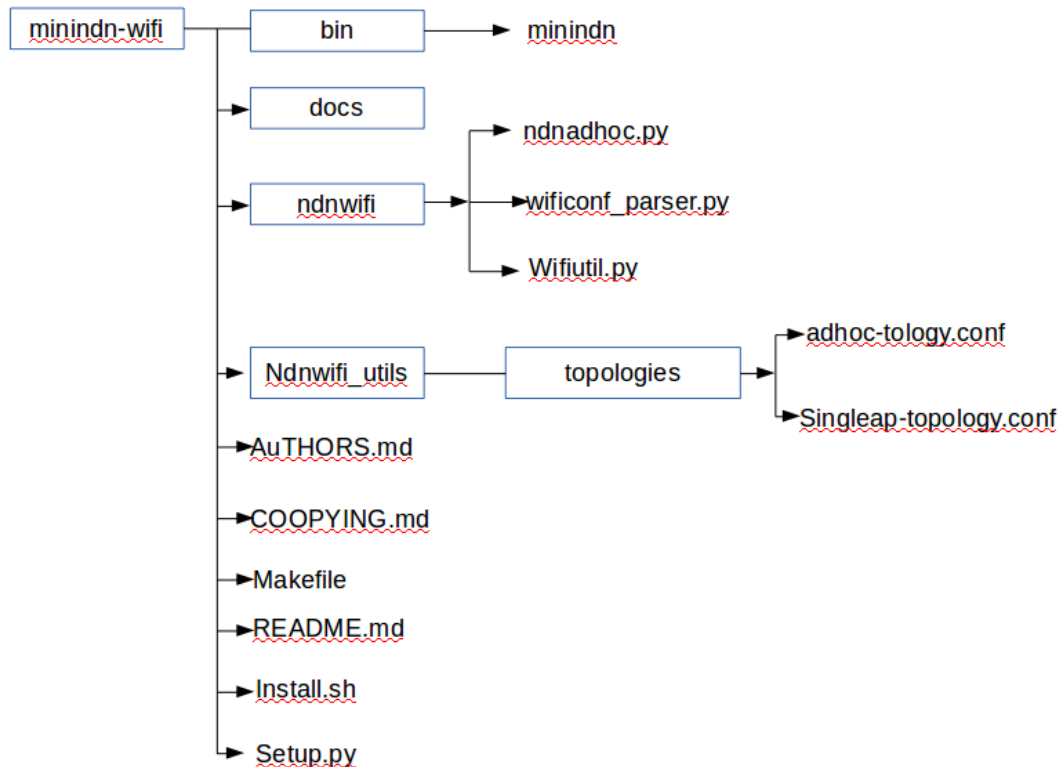 minindn-wifi
bin
minindn
docs
ndnadhoc.py
ndnwifi
wificonf_parser.py
Wifiutil.py
adhoc-tology.conf
Ndnwifi_utils
topologies
Singleap-topology.conf
AuTHORS.md
COOPYING.md
Makefile
README.md
Install.sh
Setup.py